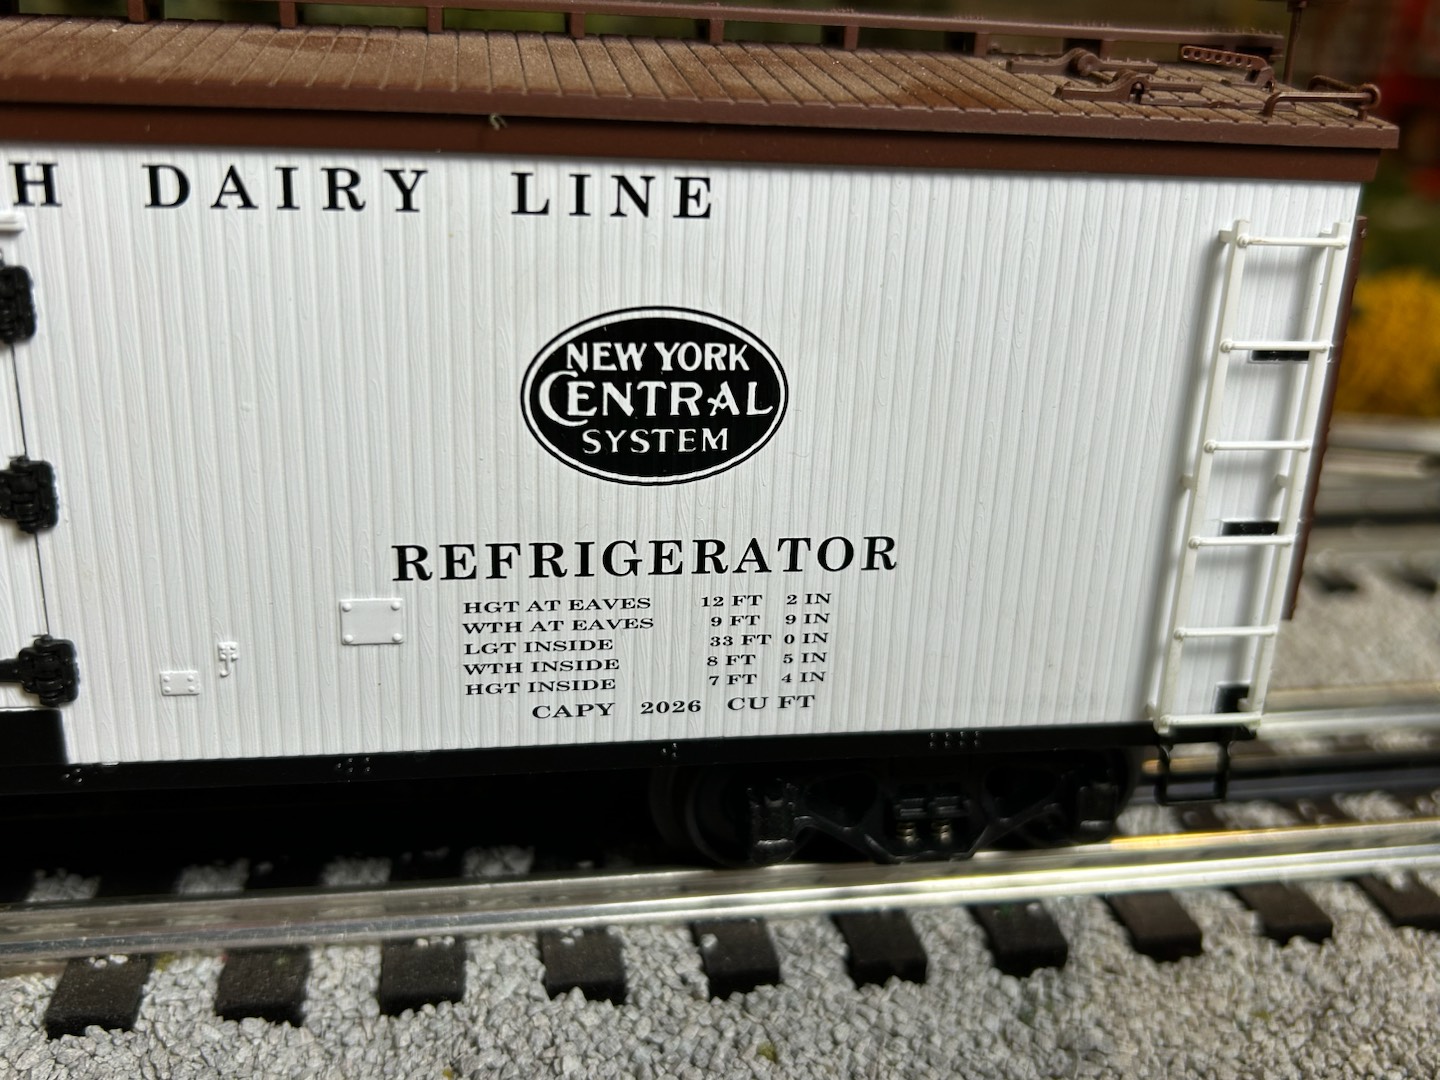 H DAIRY LINE
NEW YORK
CENTRAL
SYSTEM
REFRIGERATOR
HGT AT EAVES 12 FT 2 IN
WTH AT EAVES 9 FT 9 IN
LGT INSIDE 33 FT 0 IN
WTH INSIDE 8 FT 5 IN
HGT INSIDE 7 FT 4 IN
CAPY 2026 CU FT